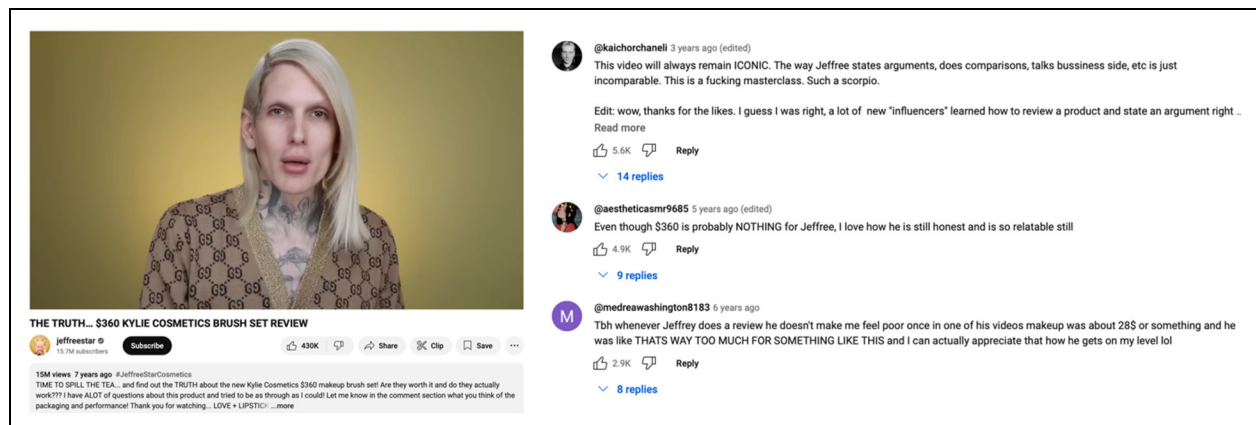 THE TRUTH... $360 KYLIE COSMETICS BRUSH SET REVIEW
jeffreestar
15.7M subscribers
Subscribe
430K
Share
Clip
Save
15M views 7 years ago #JeffreeStarCosmetics
TIME TO SPILL THE TEA... and find out the TRUTH about the new Kylie Cosmetics $360 makeup brush set! Are they worth it and do they actually
work??? I have ALOT of questions about this product and tried to be as through as I could! Let me know in the comment section what you think of the
packaging and performance! Thank you for watching... LOVE + LIPSTICK ...more
@kaichorchaneli 3 years ago (edited)
This video will always remain ICONIC. The way Jeffree states arguments, does comparisons, talks bussiness side, etc is just
incomparable. This is a fucking masterclass. Such a scorpio.
Edit: wow, thanks for the likes. I guess I was right, a lot of new "influencers" learned how to review a product and state an argument right ...
Read more
5.6K
Reply
14 replies
@aestheticasmr9685 5 years ago (edited)
Even though $360 is probably NOTHING for Jeffree, I love how he is still honest and is so relatable still
4.9K
Reply
9 replies
M
@medreawashington8183 6 years ago
Tbh whenever Jeffrey does a review he doesn't make me feel poor once in one of his videos makeup was about 28$ or something and he
was like THATS WAY TOO MUCH FOR SOMETHING LIKE THIS and I can actually appreciate that how he gets on my level lol
2.9K
Reply
8 replies